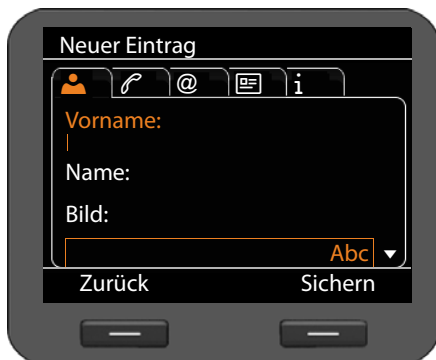 Neuer Eintrag
@ i
Vorname:
Name:
Bild:
Abc
Zurück Sichern